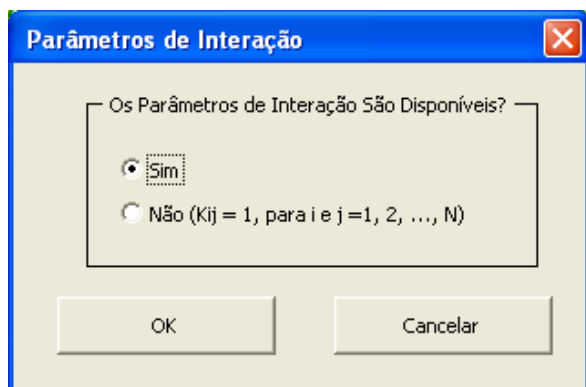 Parâmetros de Interação
Os Parâmetros de Interação São Disponíveis?
Sim
Não (Kij = 1, para i e j =1, 2, ..., N)
OK
Cancelar